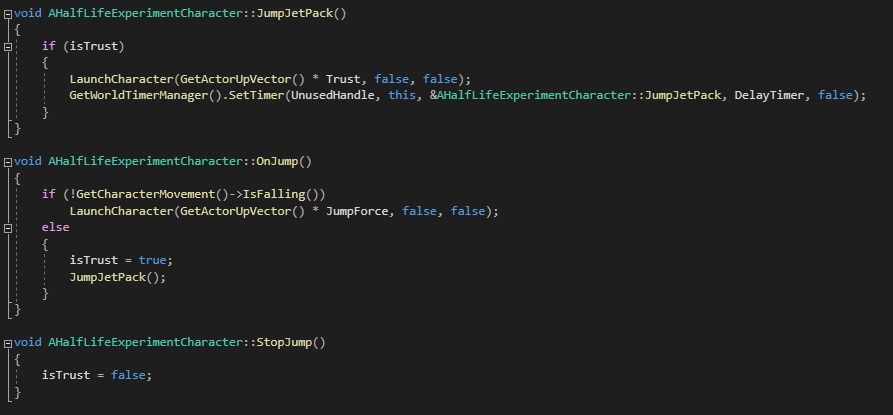 void AHalfLifeExperimentCharacter::JumpJetPack()
{
if (isTrust)
{
LaunchCharacter(GetActorUpVector() * Trust, false, false);
GetWorldTimerManager().SetTimer(UnusedHandle, this, &AHalfLifeExperimentCharacter::JumpJetPack, DelayTimer, false);
}
}
void AHalfLifeExperimentCharacter::OnJump()
{
if (!GetCharacterMovement()->IsFalling())
LaunchCharacter(GetActorUpVector() * JumpForce, false, false);
else
{
isTrust = true;
JumpJetPack();
}
}
void AHalfLifeExperimentCharacter::StopJump()
{
isTrust = false;
}